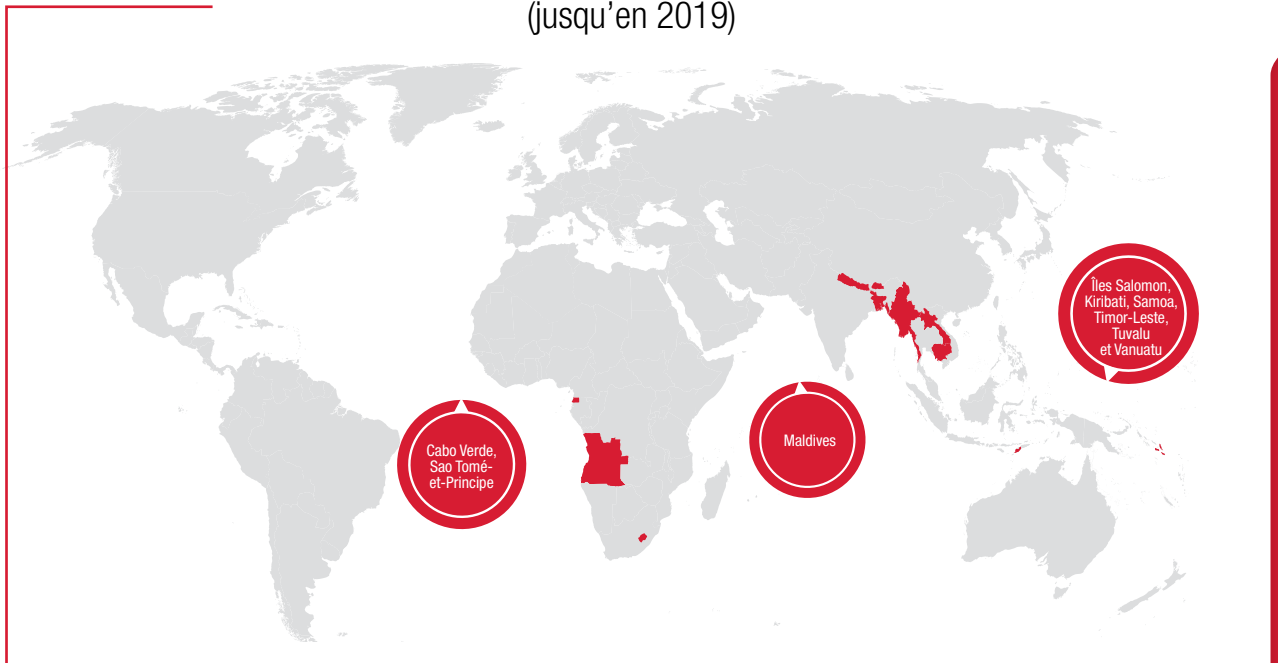 (jusqu'en 2019)
Îles Salomon,
Kiribati, Samoa,
Timor-Leste,
Tuvalu
et Vanuatu
Maldives
Cabo Verde,
Sao Tomé-
et-Principe